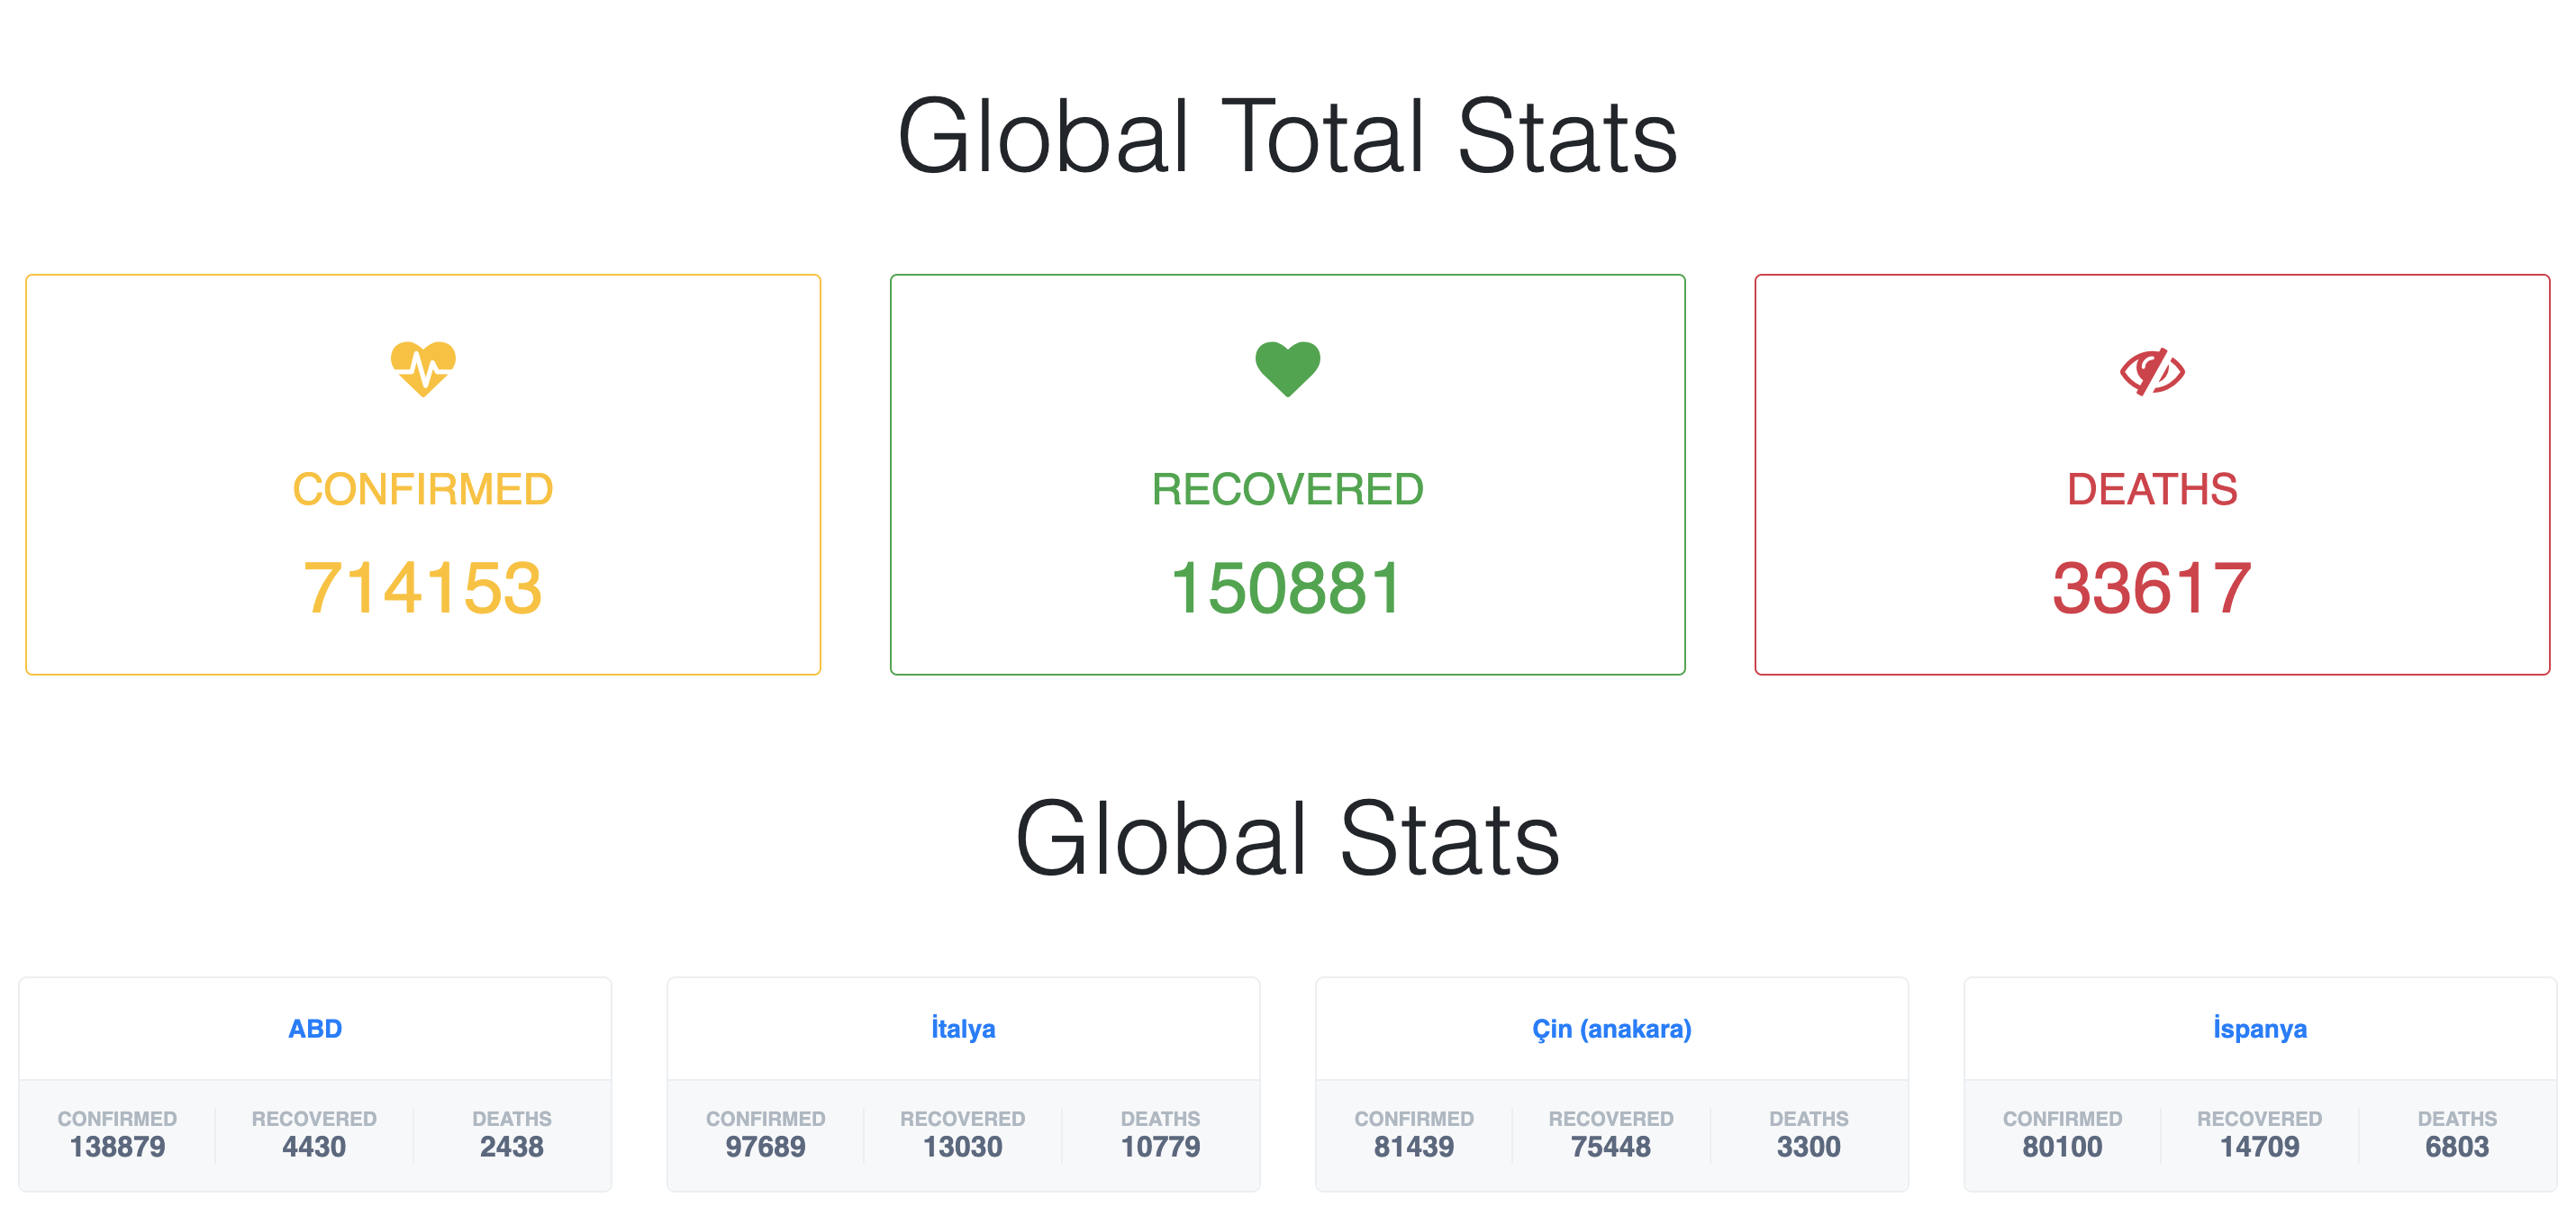 Global Total Stats
CONFIRMED
714153
RECOVERED
150881
DEATHS
33617
Global Stats
ABD
CONFIRMED RECOVERED DEATHS
138879 4430 2438
İtalya
CONFIRMED RECOVERED DEATHS
97689 13030 10779
Çin (anakara)
CONFIRMED RECOVERED DEATHS
81439 75448 3300
İspanya
CONFIRMED RECOVERED DEATHS
80100 14709 6803